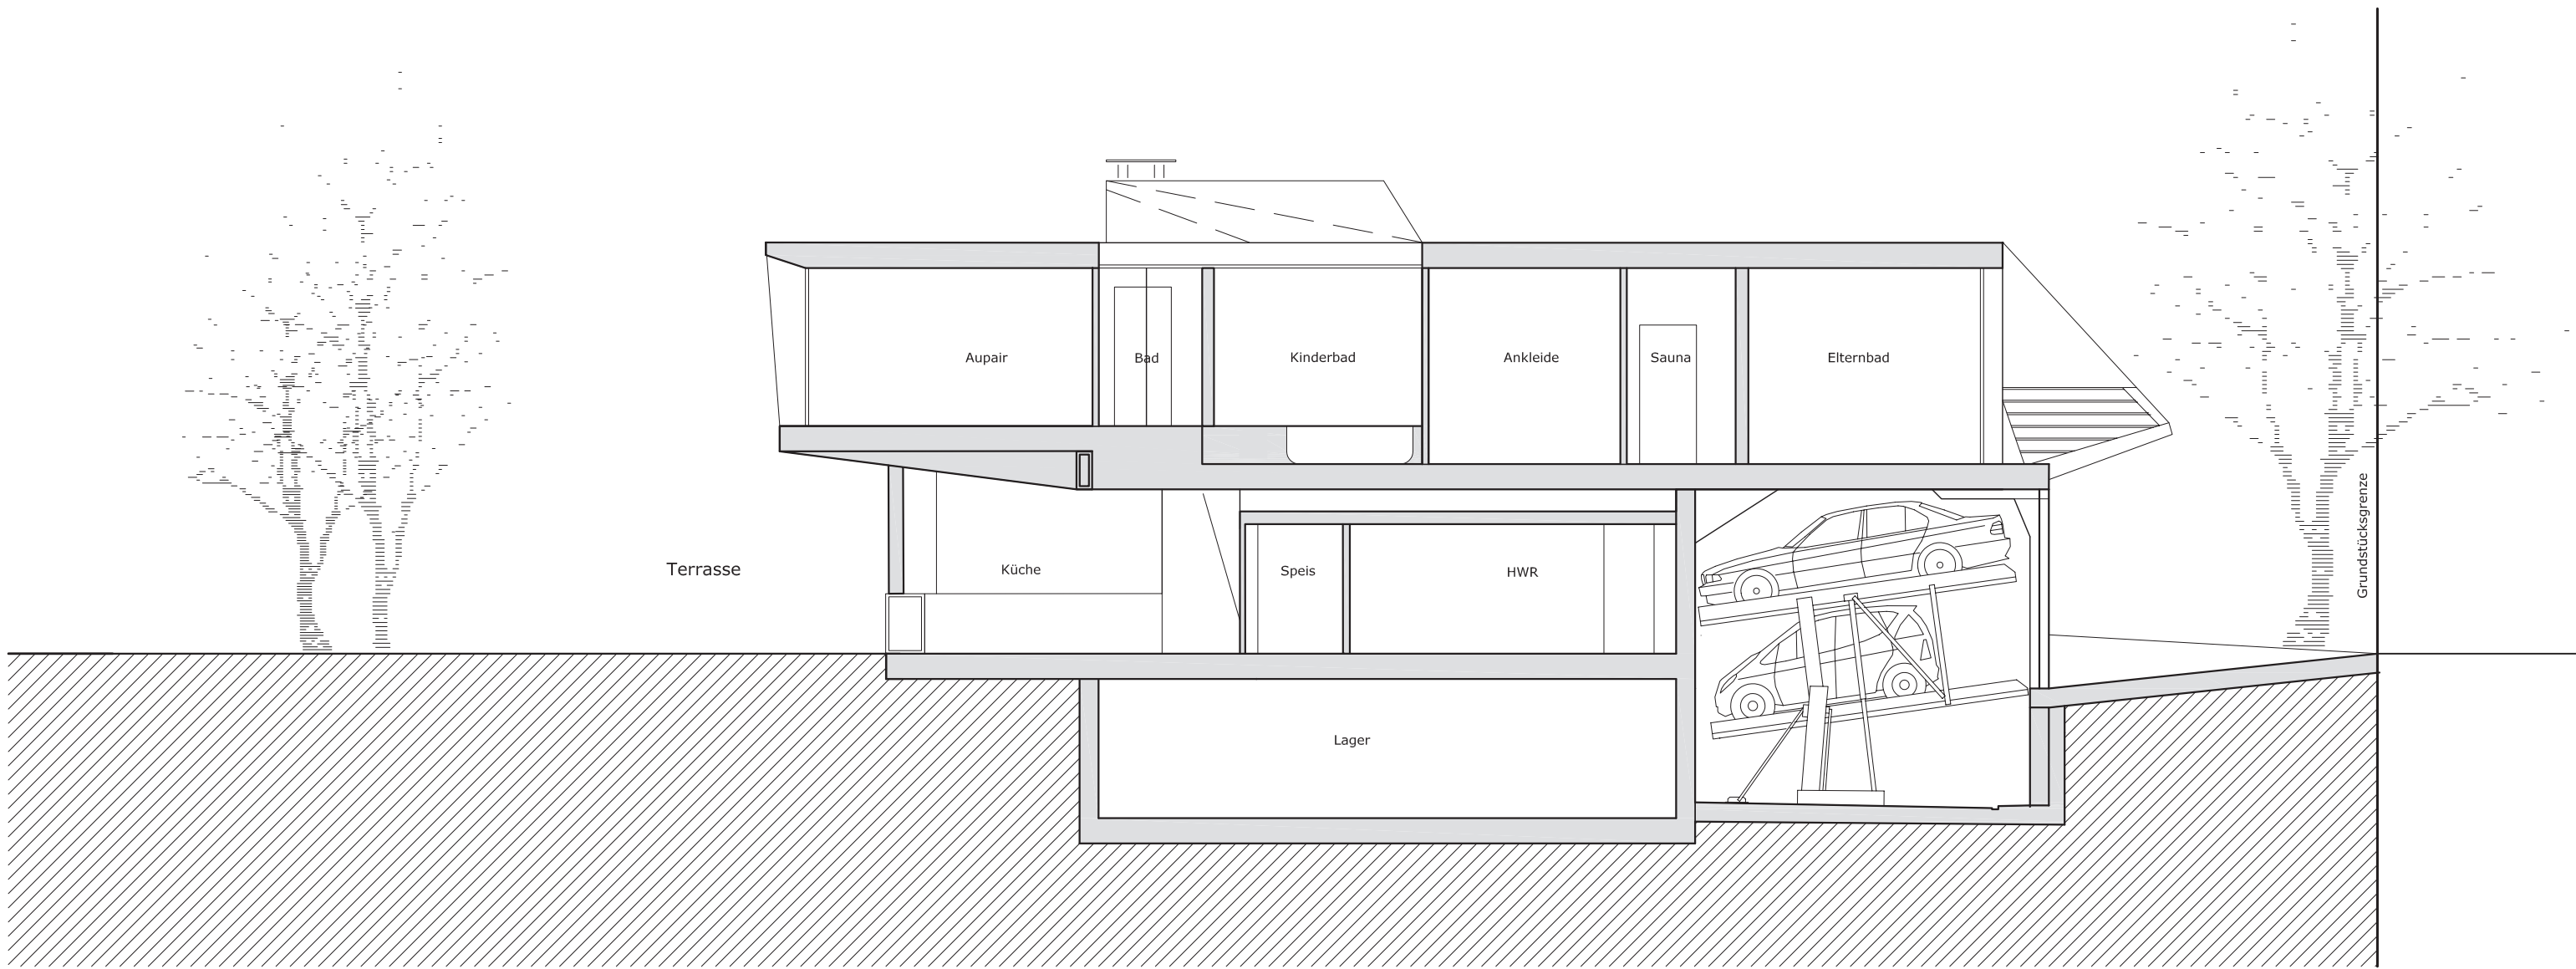 Aupair
Bad
Kinderbad
Ankleide
Sauna
Elternbad
Terrasse
Küche
Speis
HWR
Grundstücksgrenze
Lager